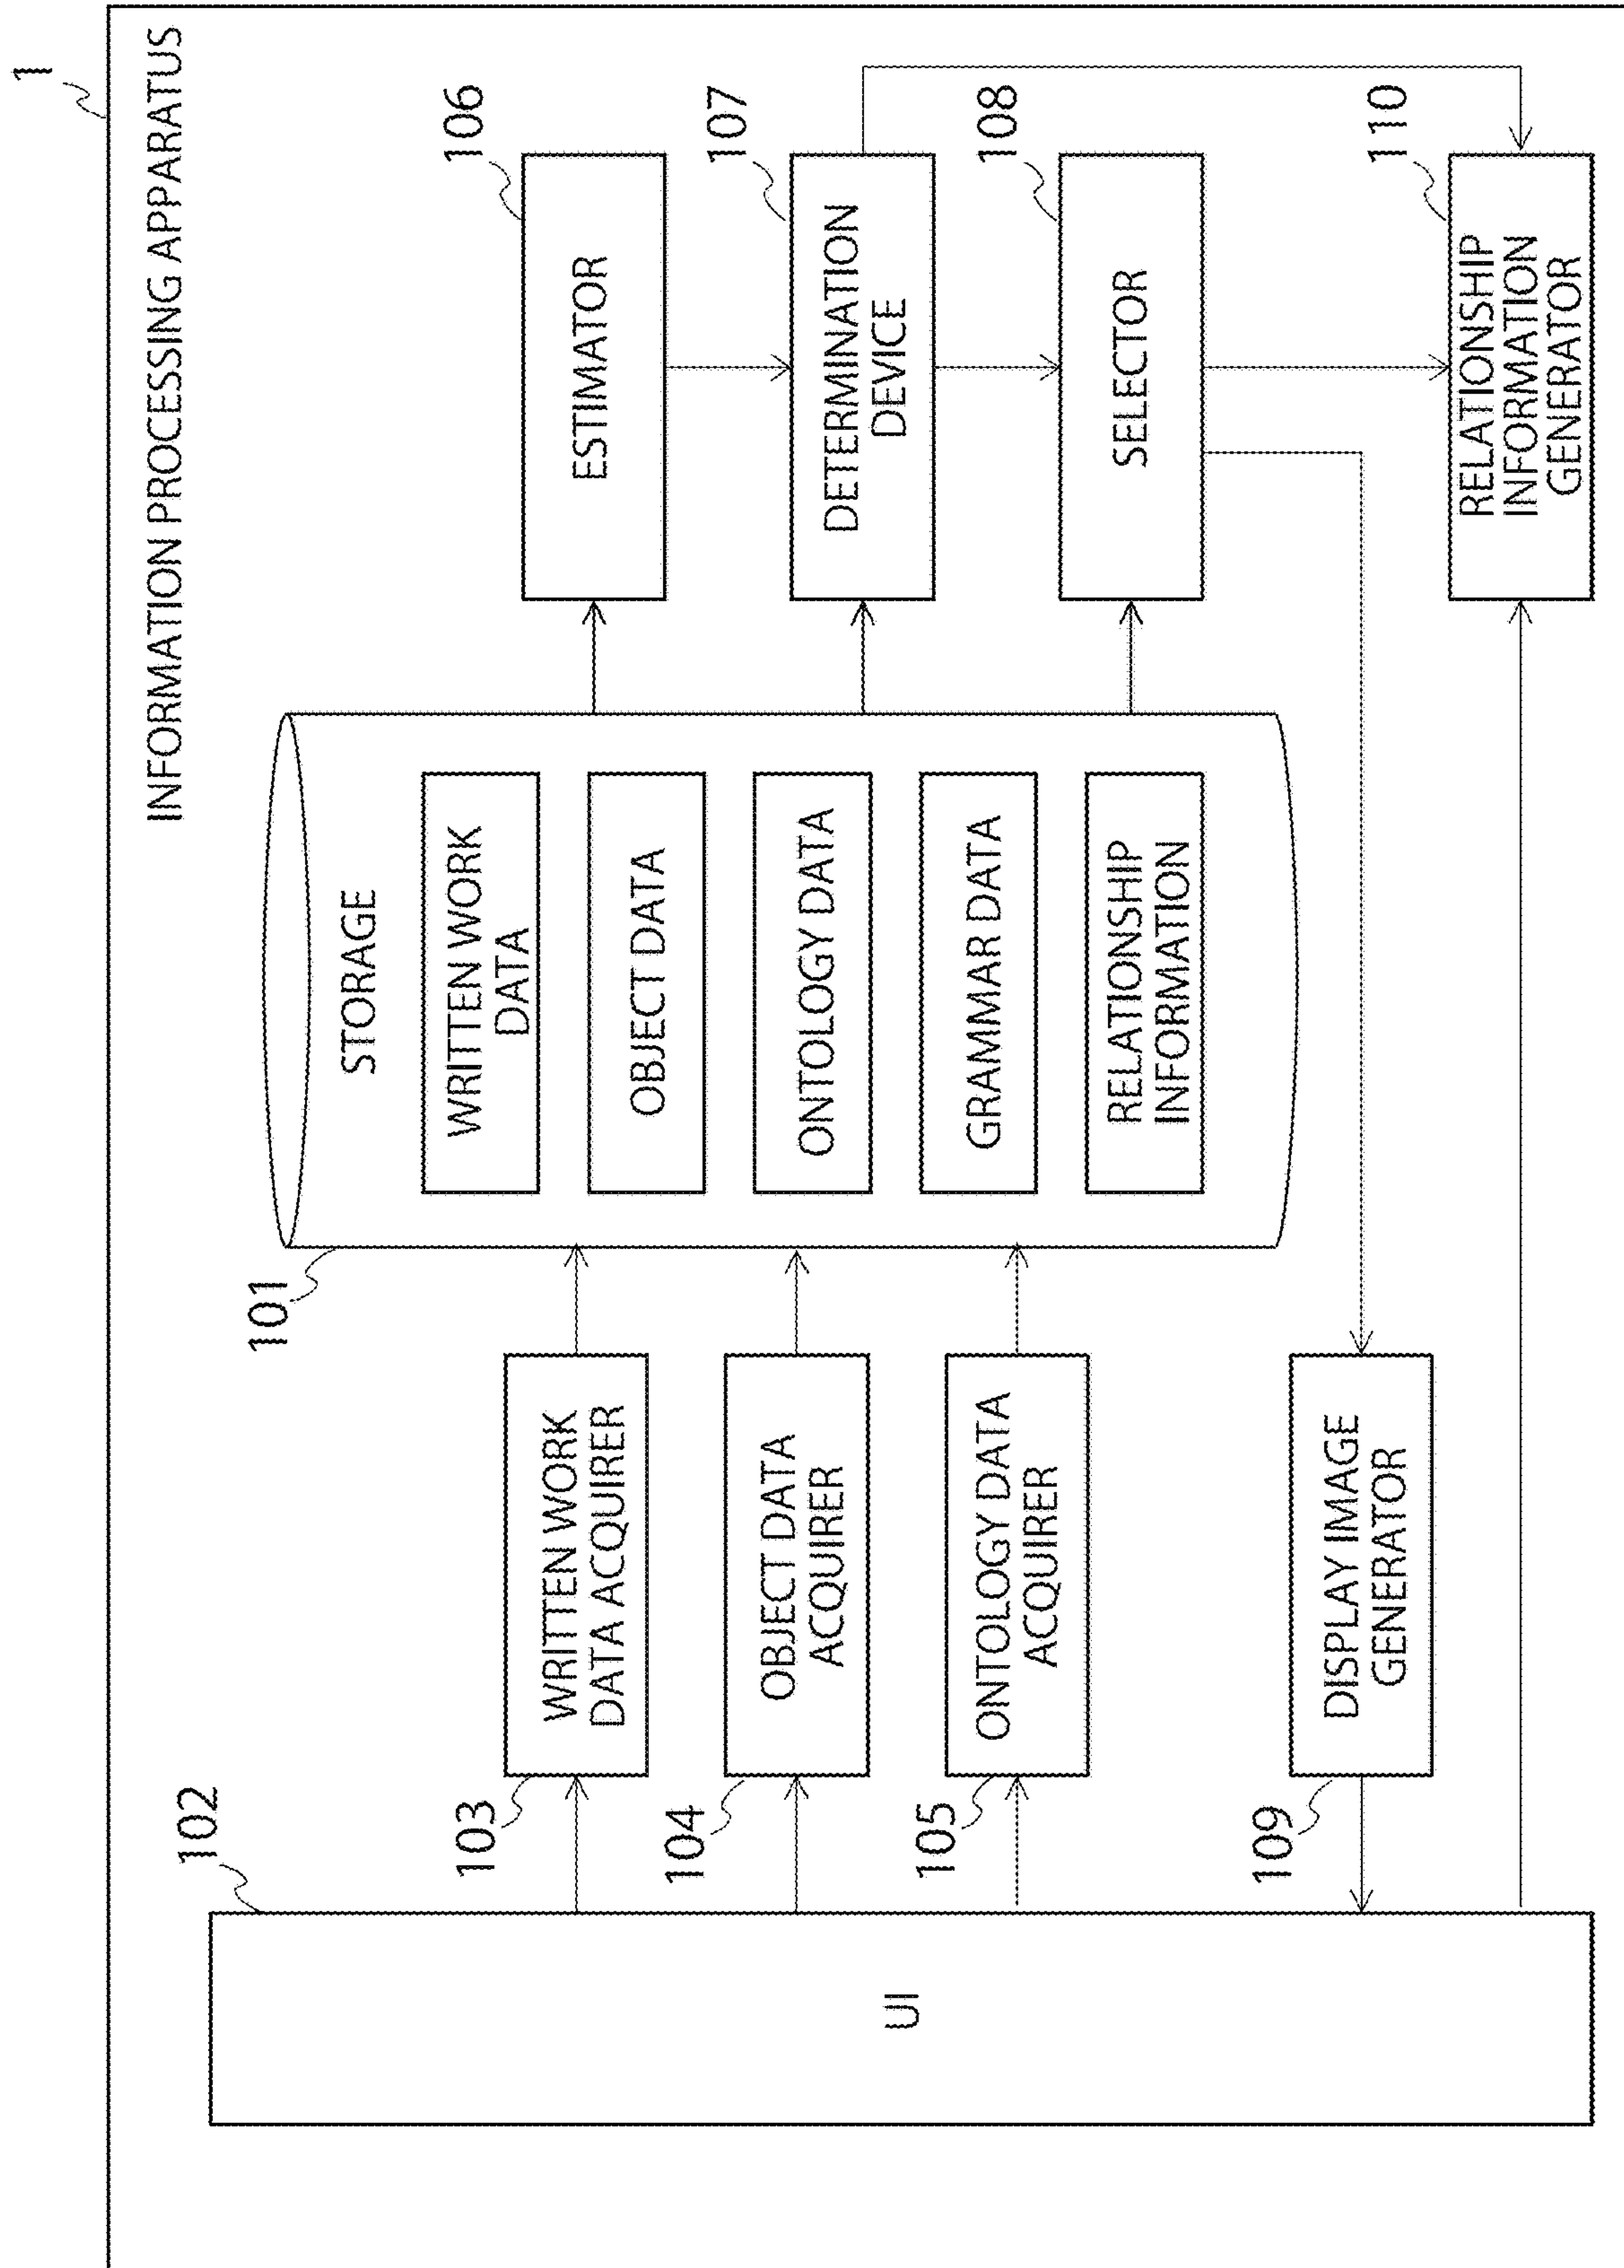 1
INFORMATION PROCESSING APPARATUS
102
UI
103
WRITTEN WORK
DATA ACQUIRER
104
OBJECT DATA
ACQUIRER
105
ONTOLOGY DATA
ACQUIRER
109
DISPLAY IMAGE
GENERATOR
101
STORAGE
WRITTEN WORK
DATA
OBJECT DATA
ONTOLOGY DATA
GRAMMAR DATA
RELATIONSHIP
INFORMATION
106
ESTIMATOR
107
DETERMINATION
DEVICE
108
SELECTOR
110
RELATIONSHIP
INFORMATION
GENERATOR